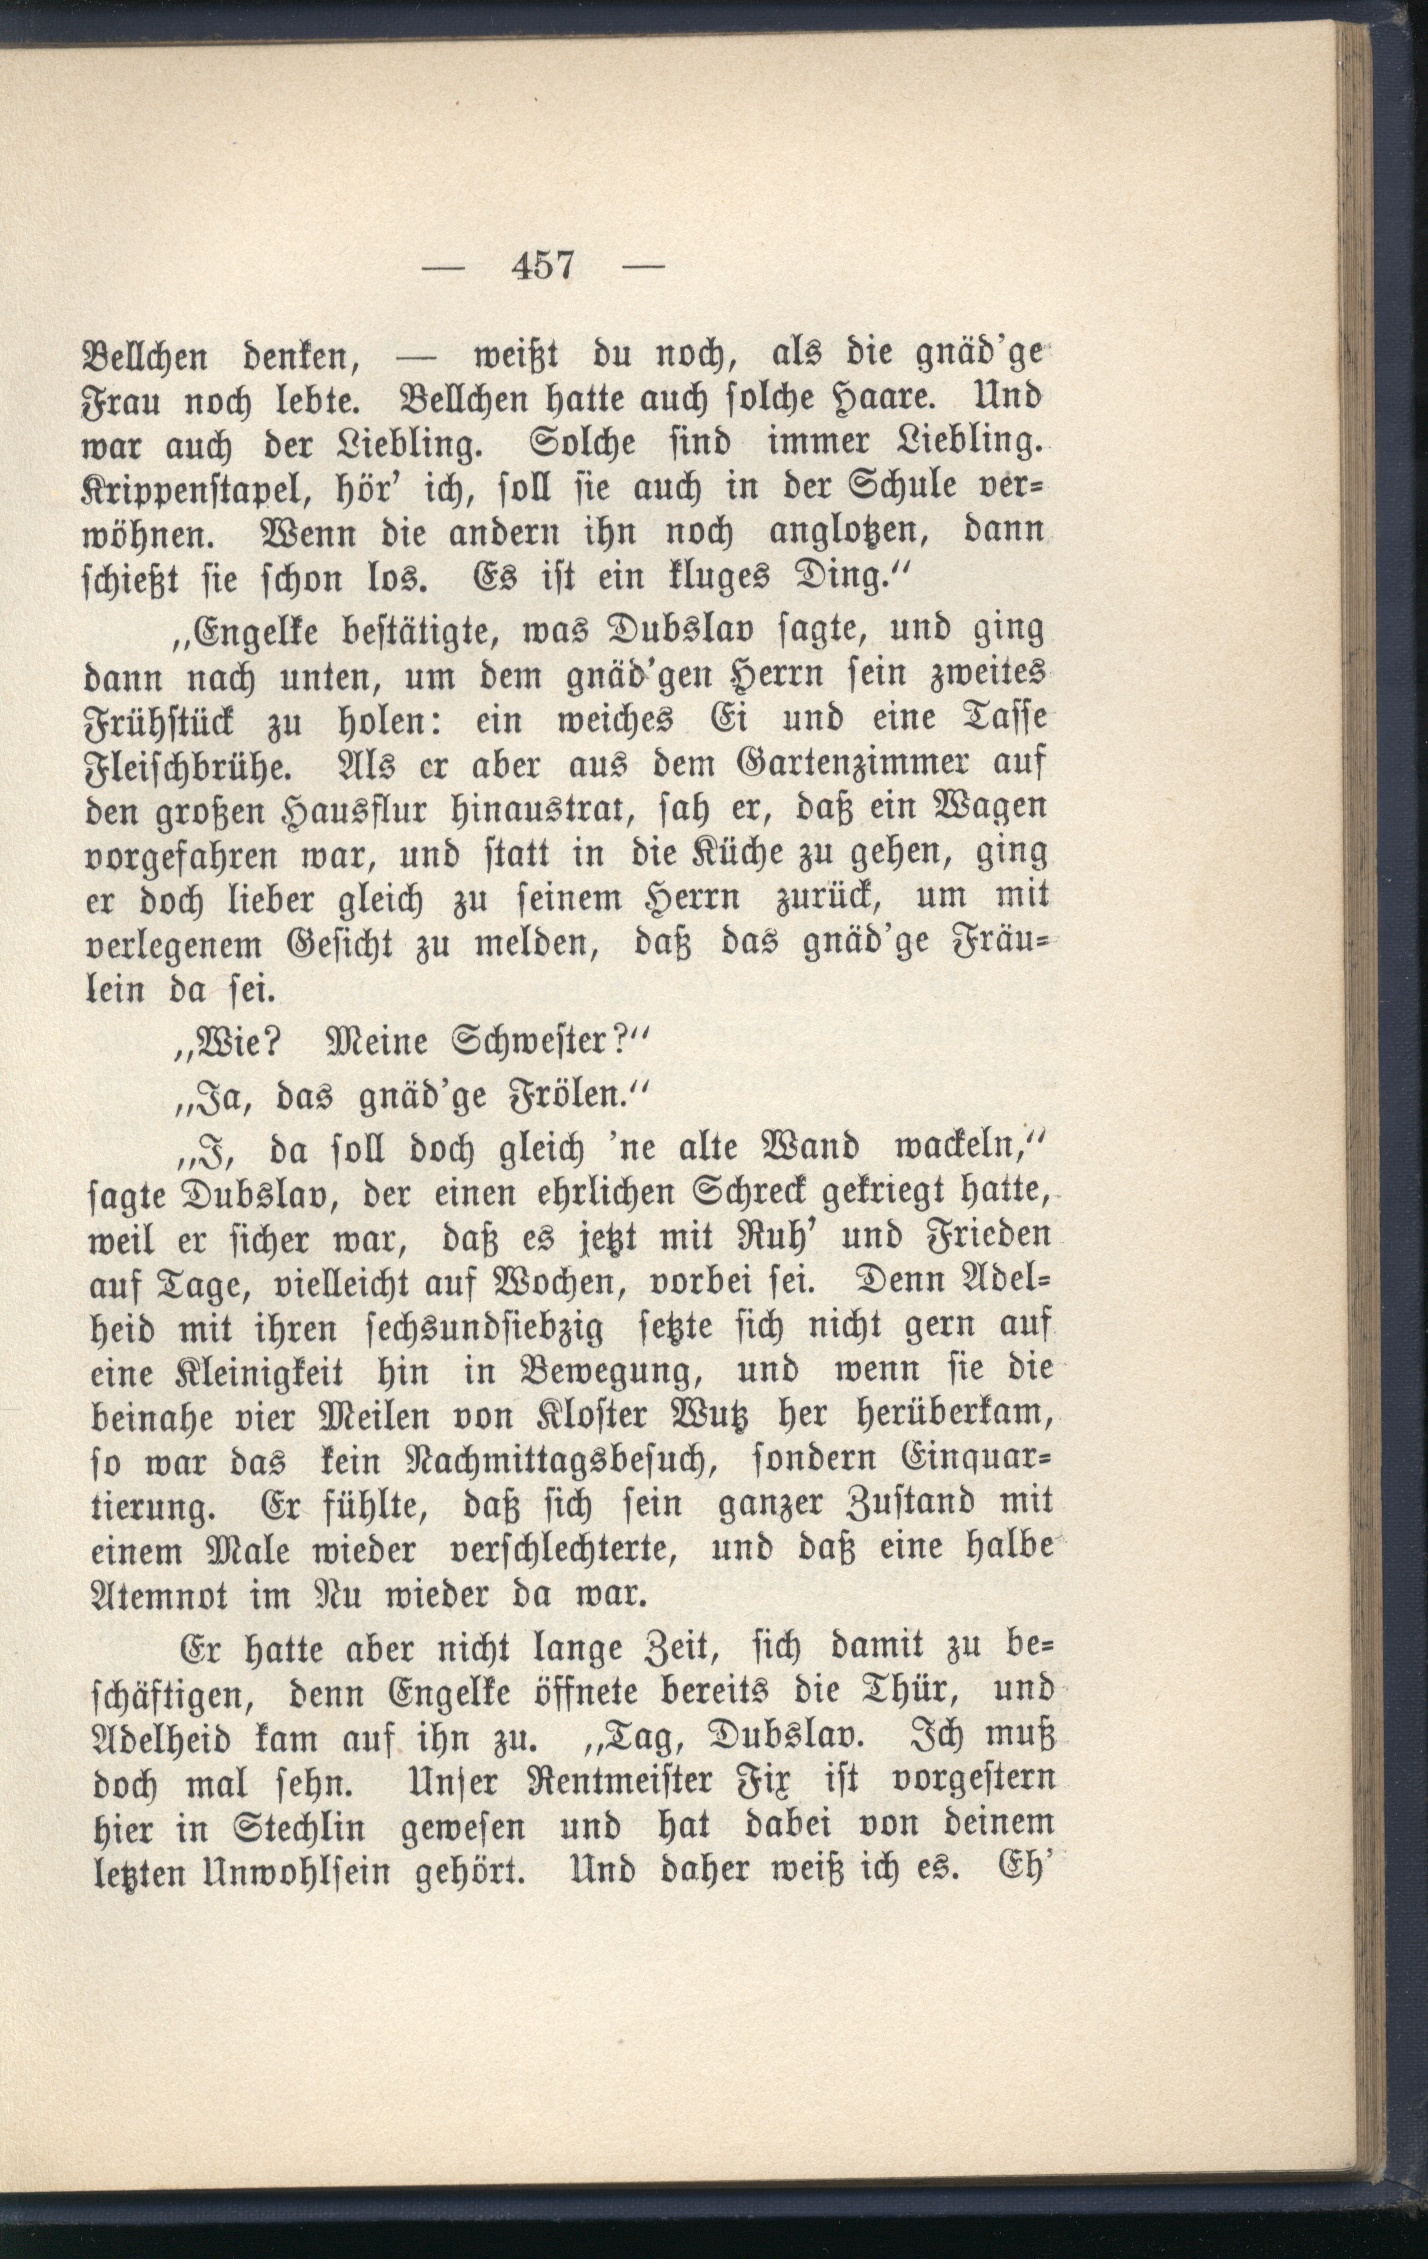 — 457 —
Bellchen denken, — weißt du noch, als die gnäd'ge
Frau noch lebte. Bellchen hatte auch solche Haare. Und
war auch der Liebling. Solche sind immer Liebling.
Krippenstapel, hör' ich, soll sie auch in der Schule ver-
wöhnen. Wenn die andern ihn noch anglotzen, dann
schießt sie schon los. Es ist ein kluges Ding.“
„Engelke bestätigte, was Dubslav sagte, und ging
dann nach unten, um dem gnäd'gen Herrn sein zweites
Frühstück zu holen: ein weiches Ei und eine Tasse
Fleischbrühe. Als er aber aus dem Gartenzimmer auf
den großen Hausflur hinaustrat, sah er, daß ein Wagen
vorgefahren war, und statt in die Küche zu gehen, ging
er doch lieber gleich zu seinem Herrn zurück, um mit
verlegenem Gesicht zu melden, daß das gnäd'ge Fräu-
lein da sei.
„Wie? Meine Schwester?“
„Ja, das gnäd'ge Frölen.“
„I, da soll doch gleich 'ne alte Wand wackeln,“
sagte Dubslav, der einen ehrlichen Schreck gekriegt hatte,
weil er sicher war, daß es jetzt mit Ruh' und Frieden
auf Tage, vielleicht auf Wochen, vorbei sei. Denn Adel-
heid mit ihren sechsundsiebzig setzte sich nicht gern auf
eine Kleinigkeit hin in Bewegung, und wenn sie die
beinahe vier Meilen von Kloster Wutz her herüberkam,
so war das kein Nachmittagsbesuch, sondern Einquar-
tierung. Er fühlte, daß sich sein ganzer Zustand mit
einem Male wieder verschlechterte, und daß eine halbe
Atemnot im Nu wieder da war.
Er hatte aber nicht lange Zeit, sich damit zu be-
schäftigen, denn Engelke öffnete bereits die Thür, und
Adelheid kam auf ihn zu. „Tag, Dubslav. Ich muß
doch mal sehn. Unser Rentmeister Fix ist vorgestern
hier in Stechlin gewesen und hat dabei von deinem
letzten Unwohlsein gehört. Und daher weiß ich es. Eh'